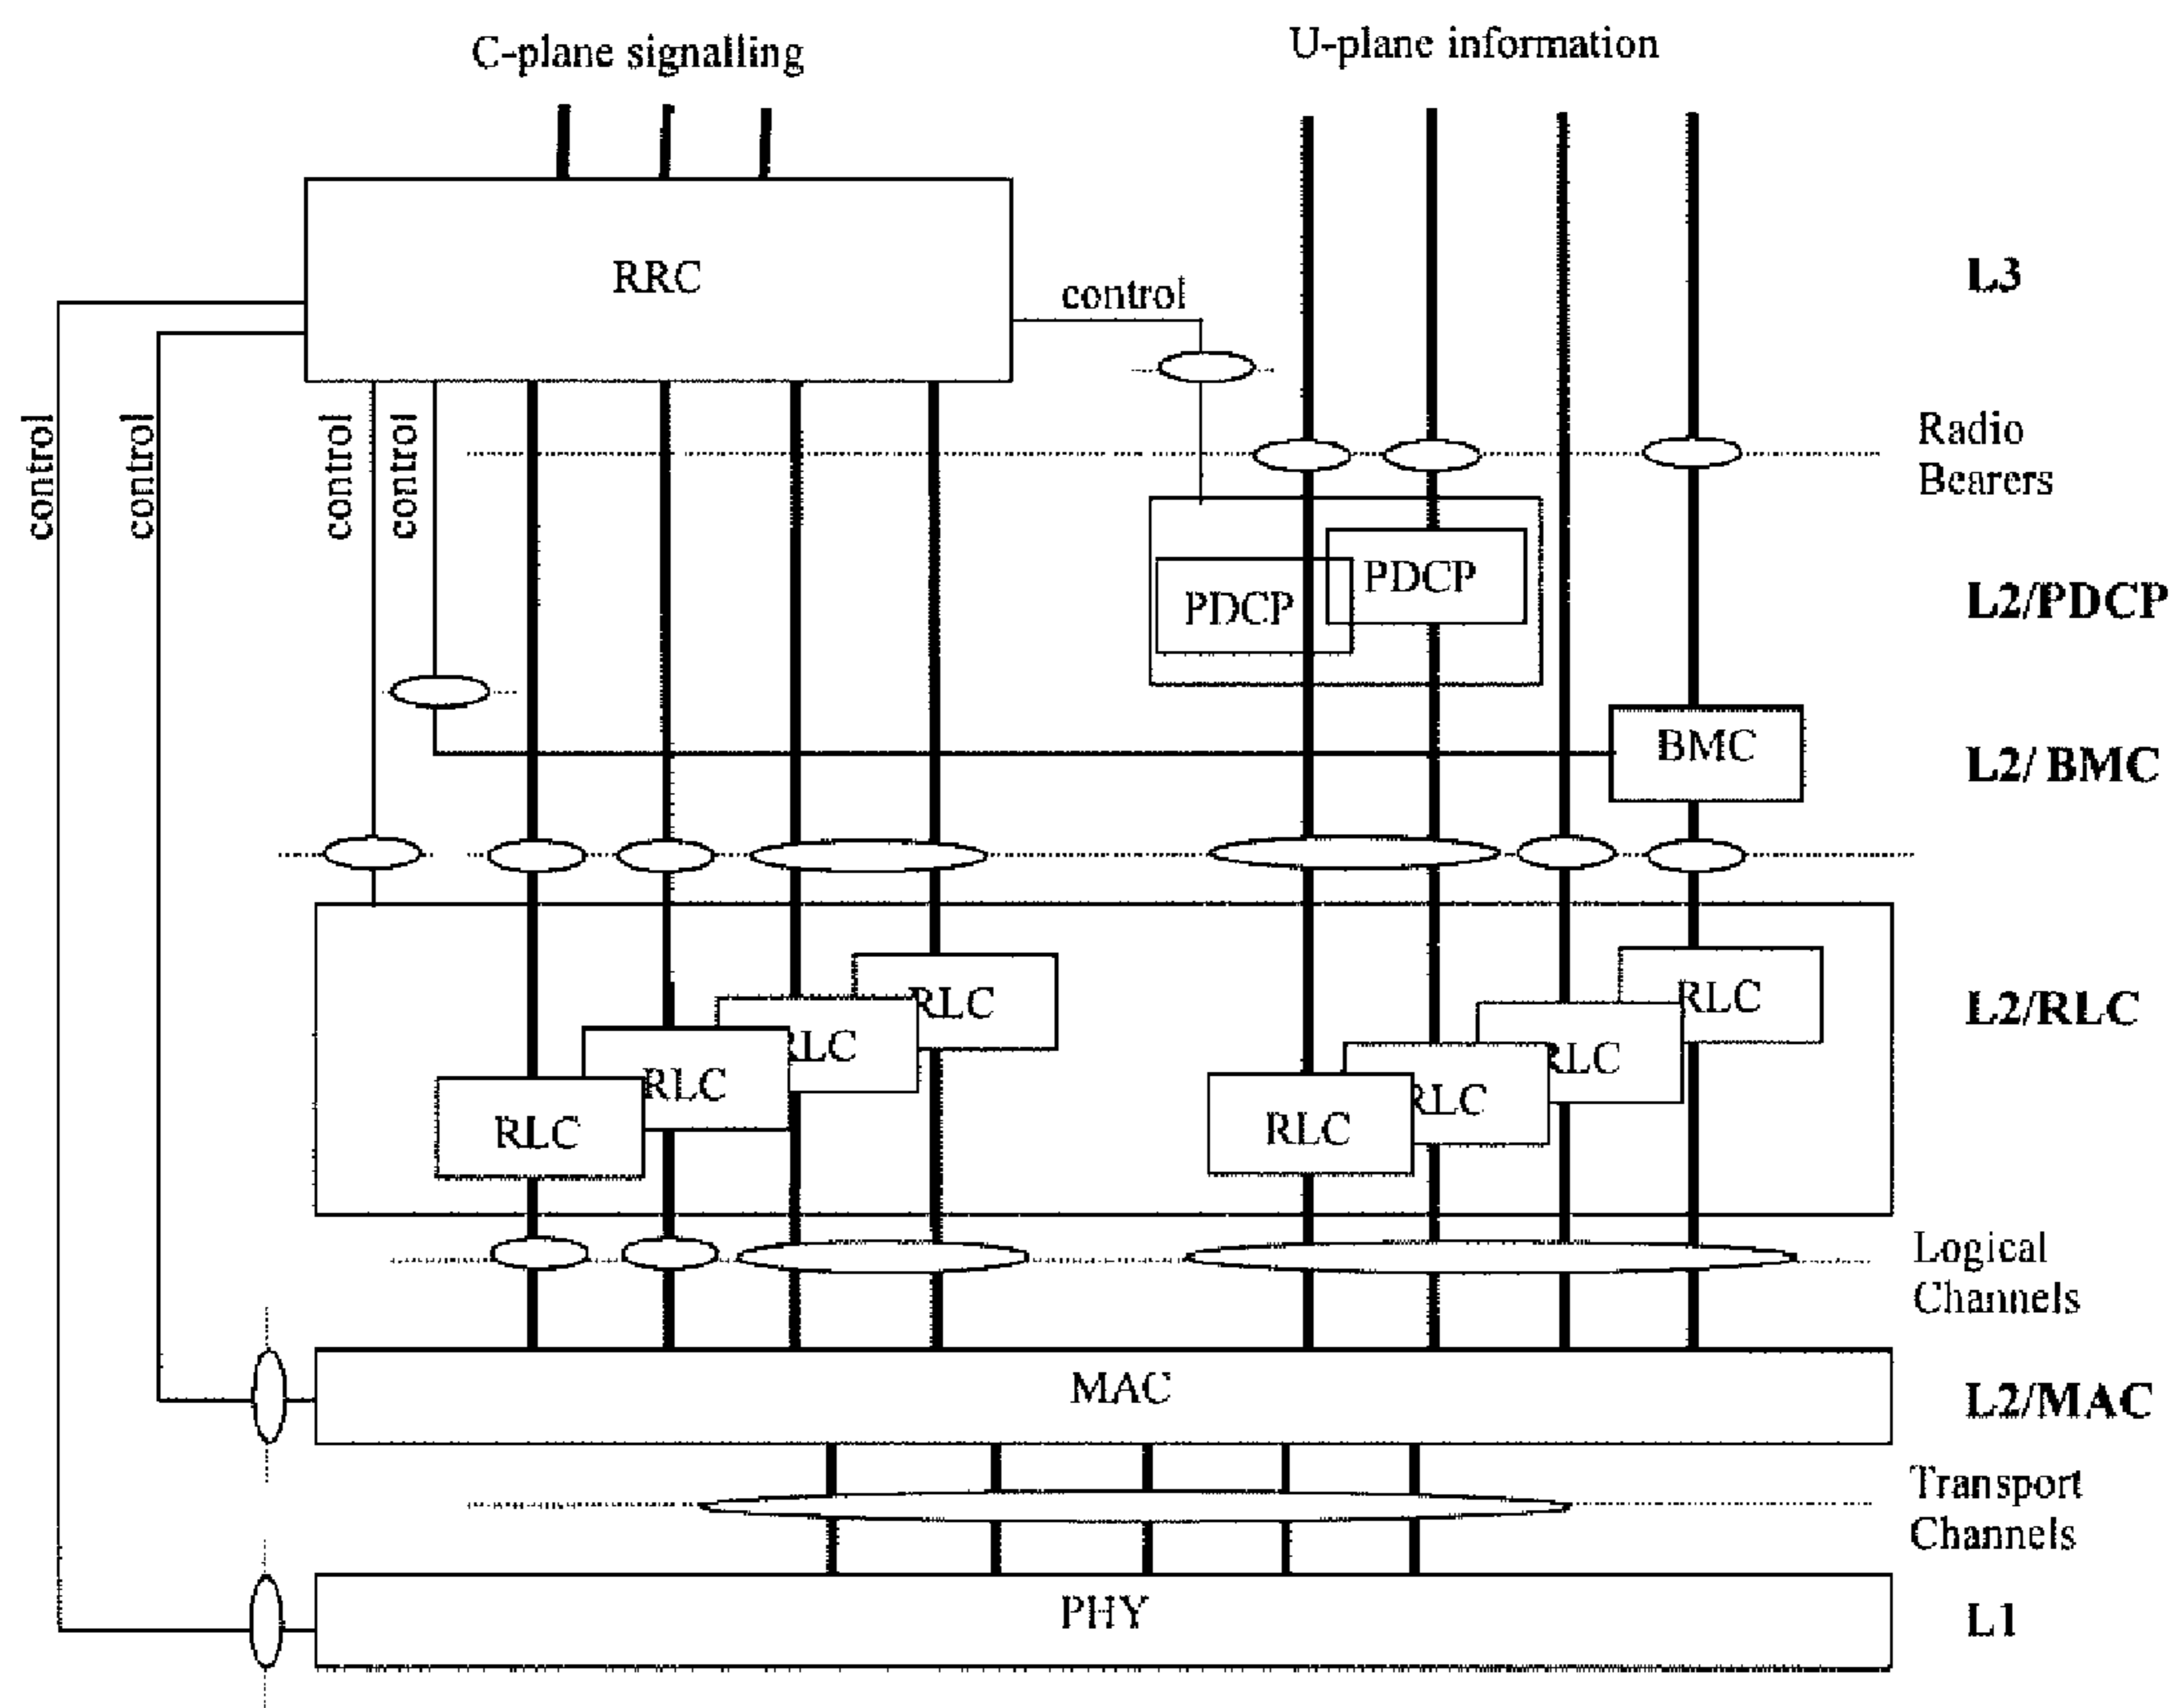 C-plane signalling
U-plane information
RRC
control
L3
control
control
control
control
Radio
Bearers
PDCP
PDCP
L2/PDCP
BMC
L2/ BMC
RLC
RLC
RLC
RLC
RLC
RLC
RLC
RLC
L2/RLC
Logical
Channels
MAC
L2/MAC
Transport
Channels
PHY
L1